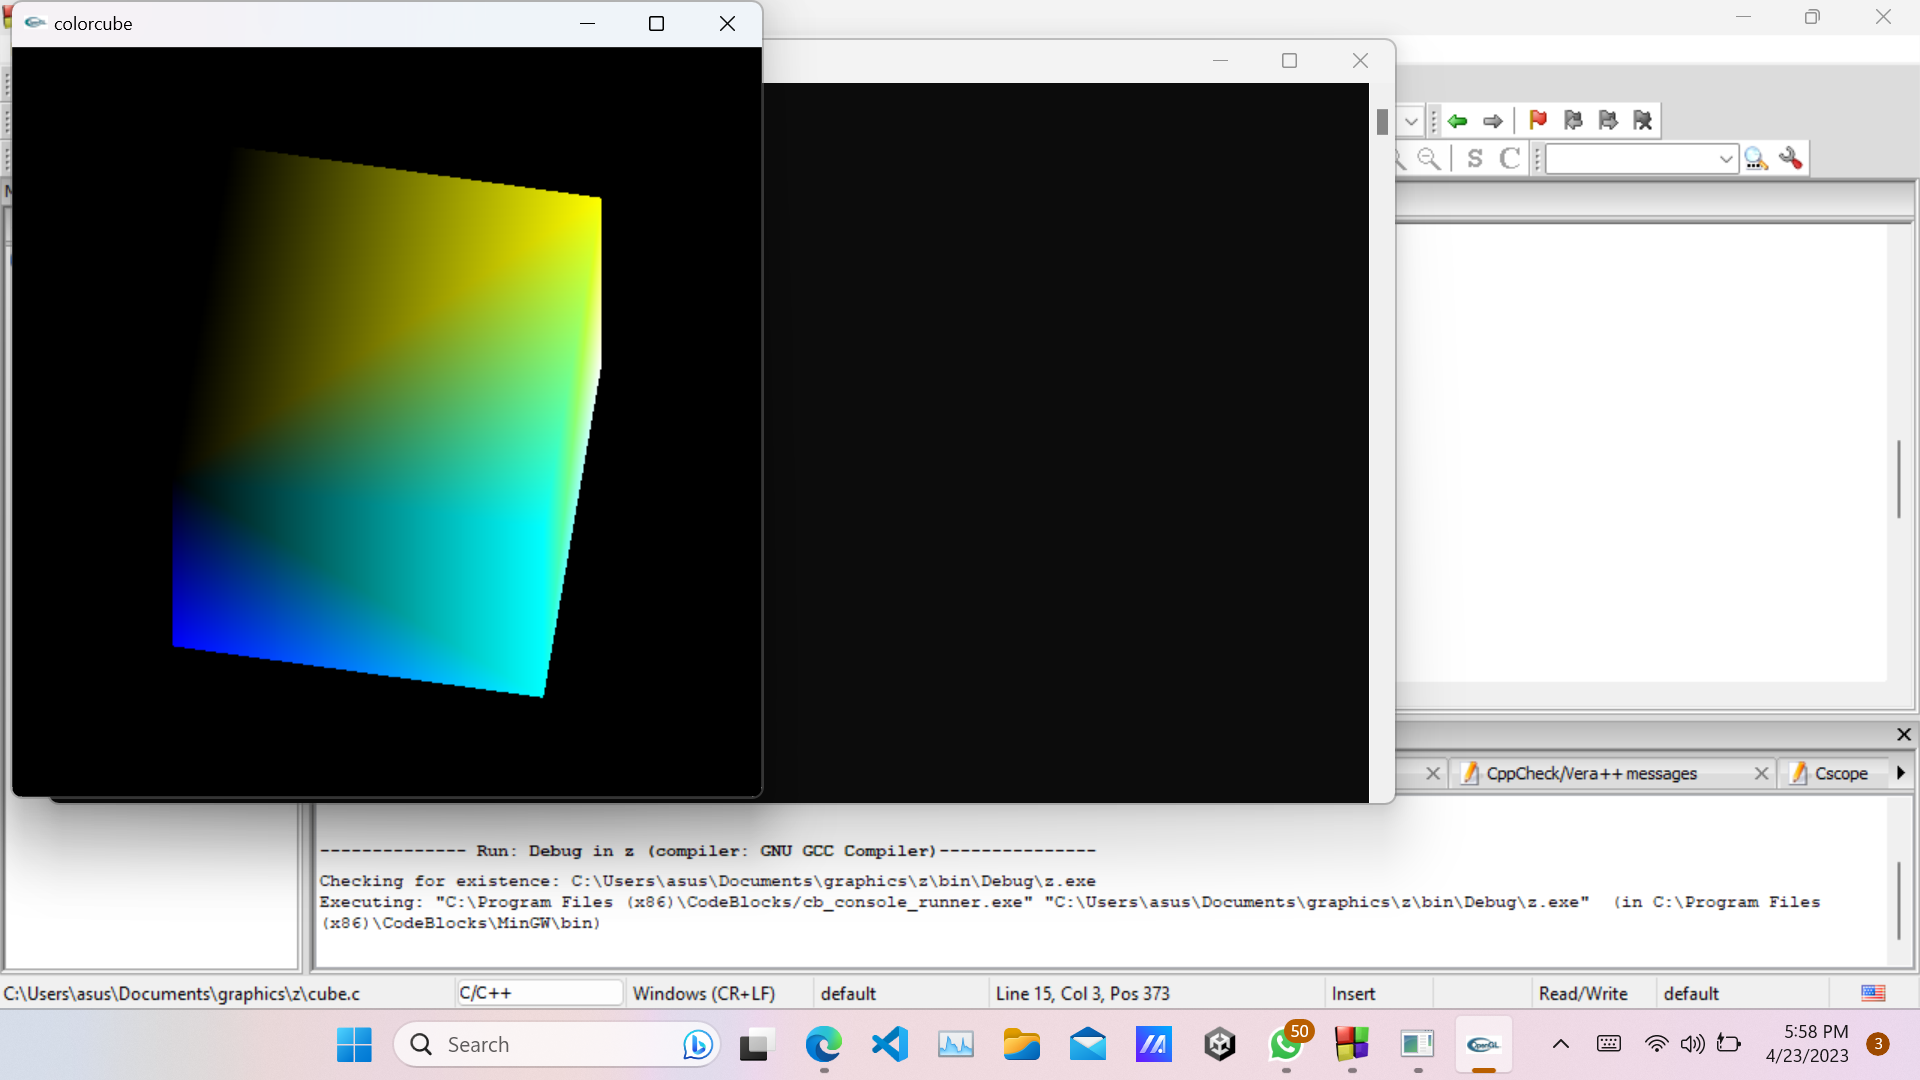 colorcube
S C
CppCheck/Vera++ messages
Cscope
-------------- Run: Debug in z (compiler: GNU GCC Compiler)---------------
Checking for existence: C:\Users\asus\Documents\graphics\z\bin\Debug\z.exe
Executing: "C:\Program Files (x86)\CodeBlocks/cb_console_runner.exe" "C:\Users\asus\Documents\graphics\z\bin\Debug\z.exe"  (in C:\Program Files
(x86)\CodeBlocks\MinGW\bin)
C:\Users\asus\Documents\graphics\z\cube.c
C/C++
Windows (CR+LF)
default
Line 15, Col 3, Pos 373
Insert
Read/Write
default
Search
50
OpenGL
5:58 PM
4/23/2023
3